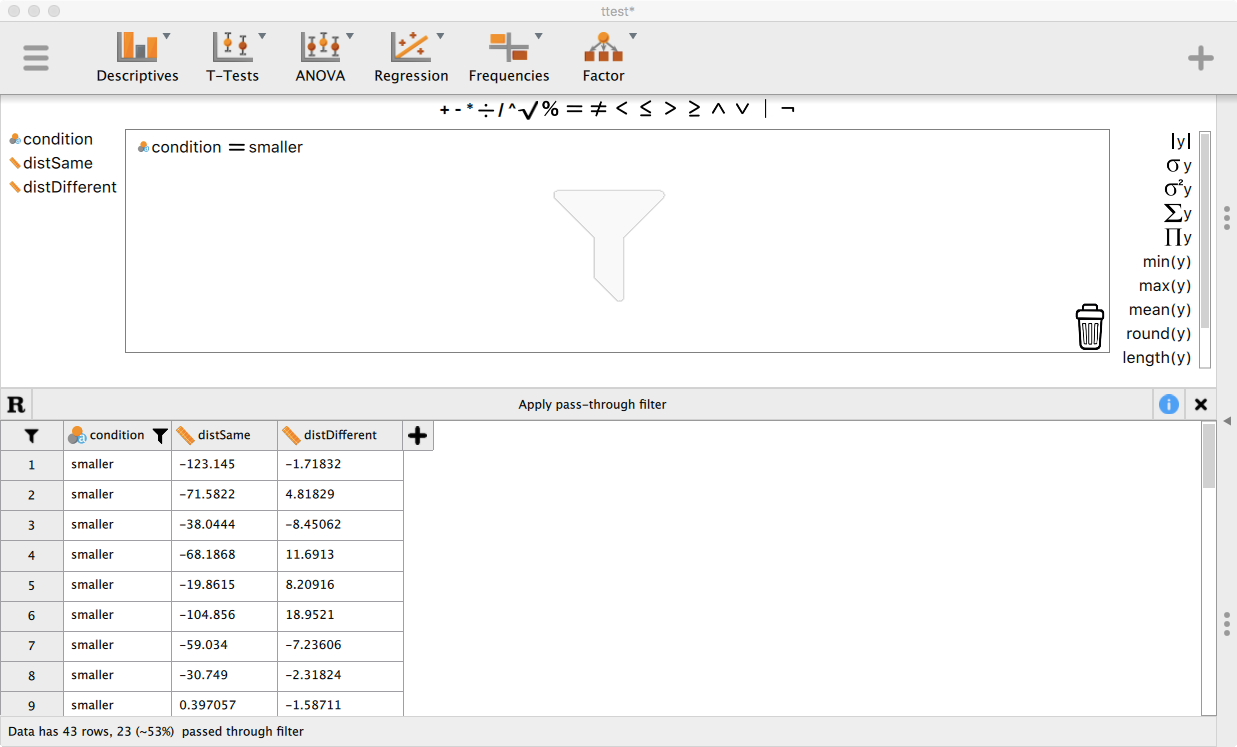 ttest*
Descriptives T-Tests ANOVA Regression Frequencies Factor
+ - * ÷ / ^ √ % = ≠ < ≤ > ≥ ∧ ∨ | ¬
condition
distSame
distDifferent
condition = smaller
|y|
σ y
σ²y
Σy
∏y
min(y)
max(y)
mean(y)
round(y)
length(y)
R Apply pass-through filter i
condition distSame distDifferent
1 smaller −123.145 −1.71832
2 smaller −71.5822 4.81829
3 smaller −38.0444 −8.45062
4 smaller −68.1868 11.6913
5 smaller −19.8615 8.20916
6 smaller −104.856 18.9521
7 smaller −59.034 −7.23606
8 smaller −30.749 −2.31824
9 smaller 0.397057 −1.58711
Data has 43 rows, 23 (~53%) passed through filter